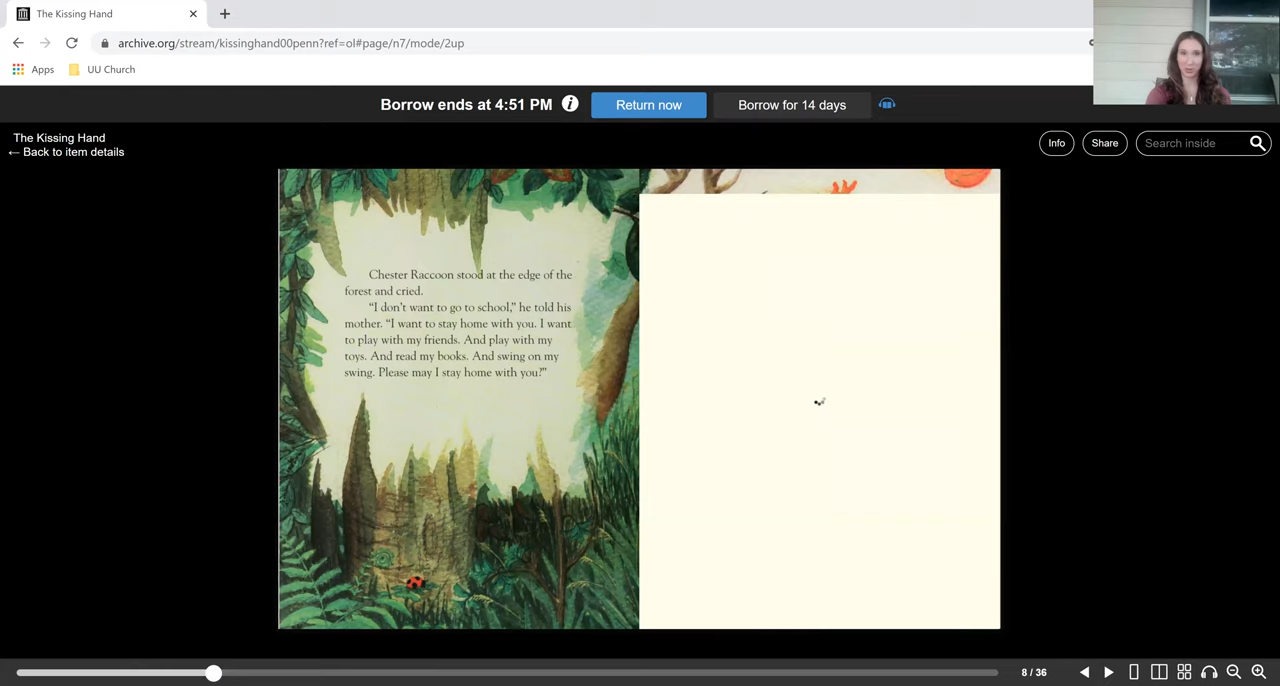 The Kissing Hand
archive.org/stream/kissinghand00penn?ref=ol#page/n7/mode/2up
Apps
UU Church
Borrow ends at 4:51 PM
Return now
Borrow for 14 days
The Kissing Hand
← Back to item details
Info
Share
Search inside
Chester Raccoon stood at the edge of the
forest and cried.
“I don’t want to go to school,” he told his
mother. “I want to stay home with you. I want
to play with my friends. And play with my
toys. And read my books. And swing on my
swing. Please may I stay home with you?”
8 / 36